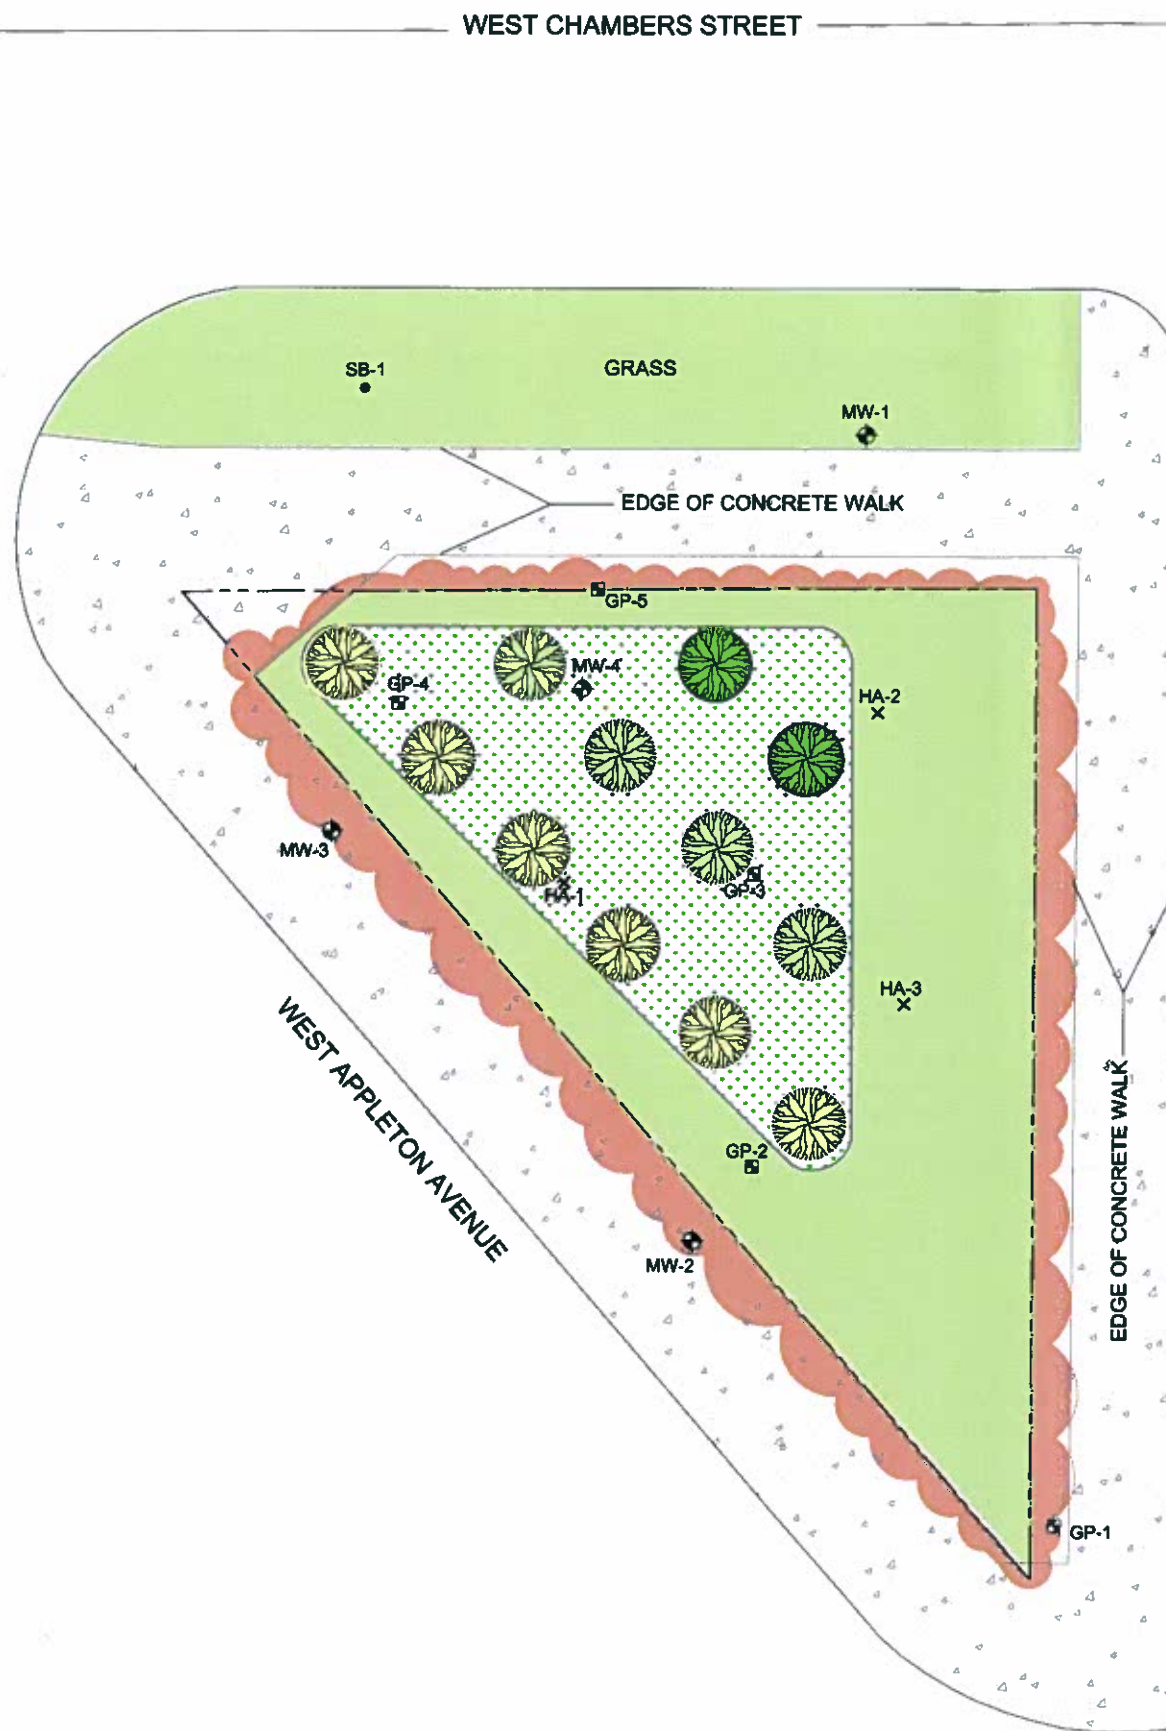 WEST CHAMBERS STREET
SB-1
GRASS
MW-1
EDGE OF CONCRETE WALK
GP-5
MW-4
GP-4
HA-2
MW-3
HA-1
GP-3
HA-3
WEST APPLETON AVENUE
EDGE OF CONCRETE WALK
GP-2
MW-2
GP-1